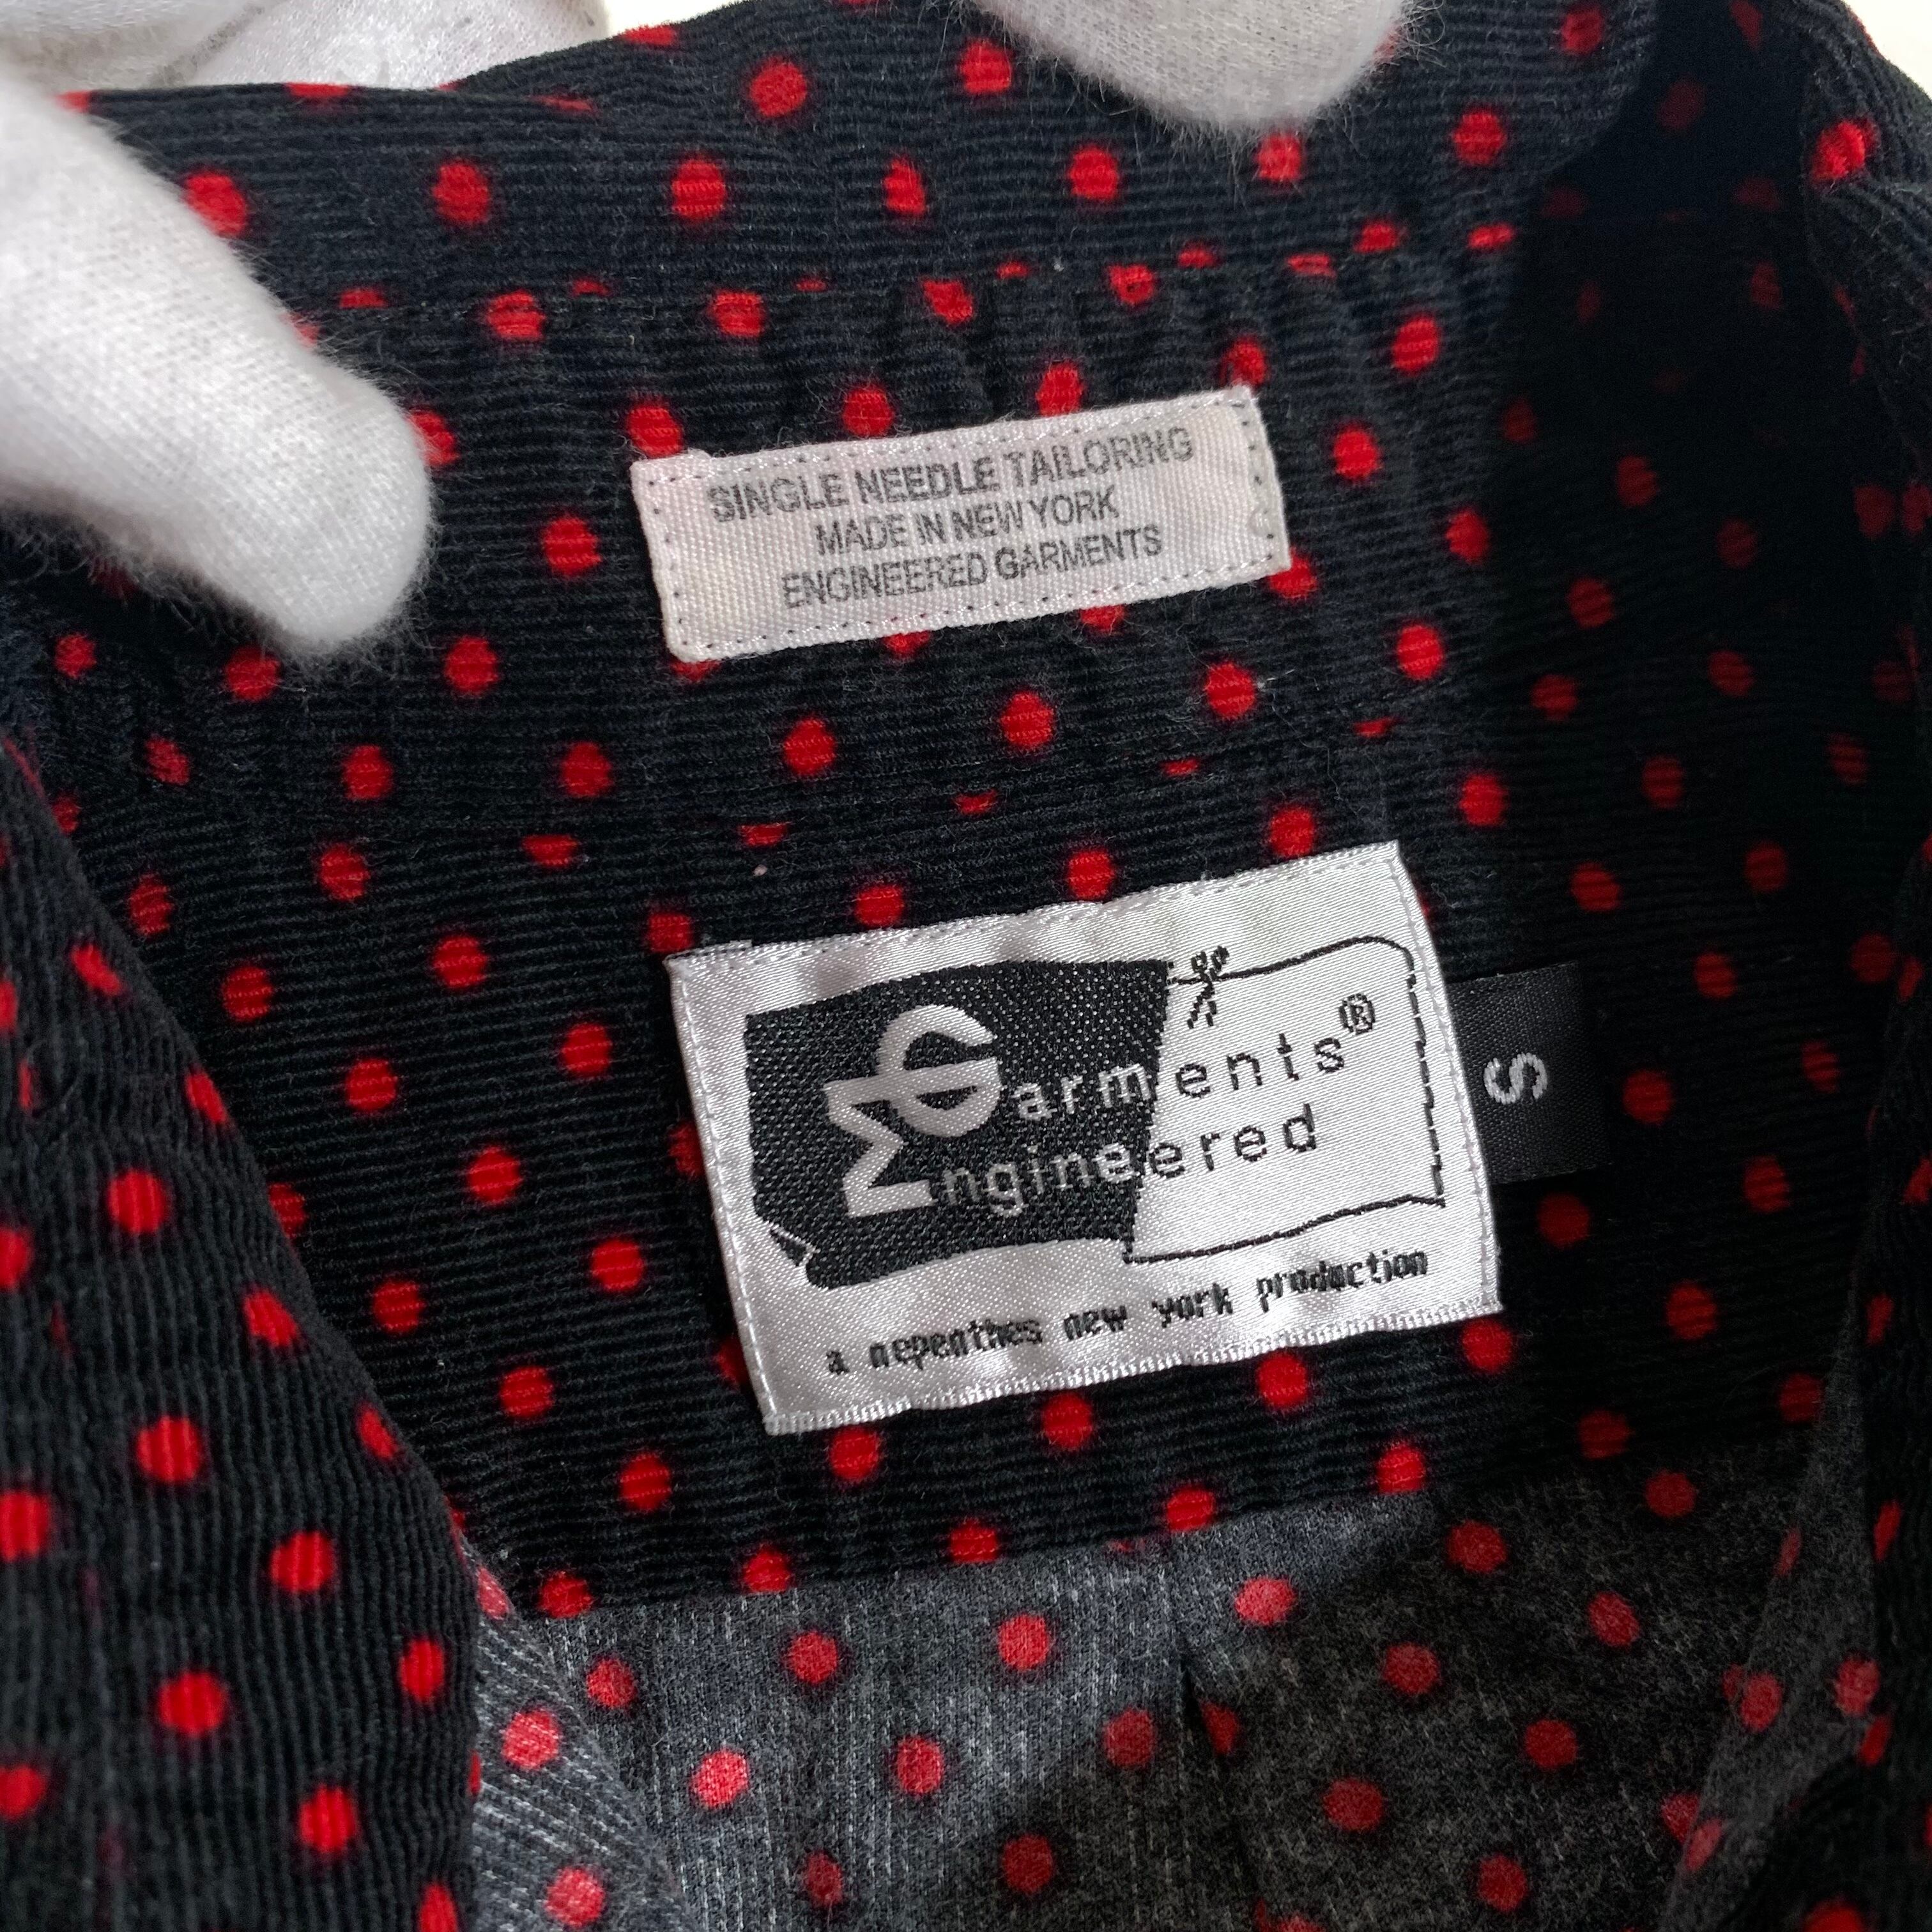 SINGLE NEEDLE TAILORING
MADE IN NEW YORK
ENGINEERED GARMENTS
Garments®
Engineered
a nepenthes new york production
S